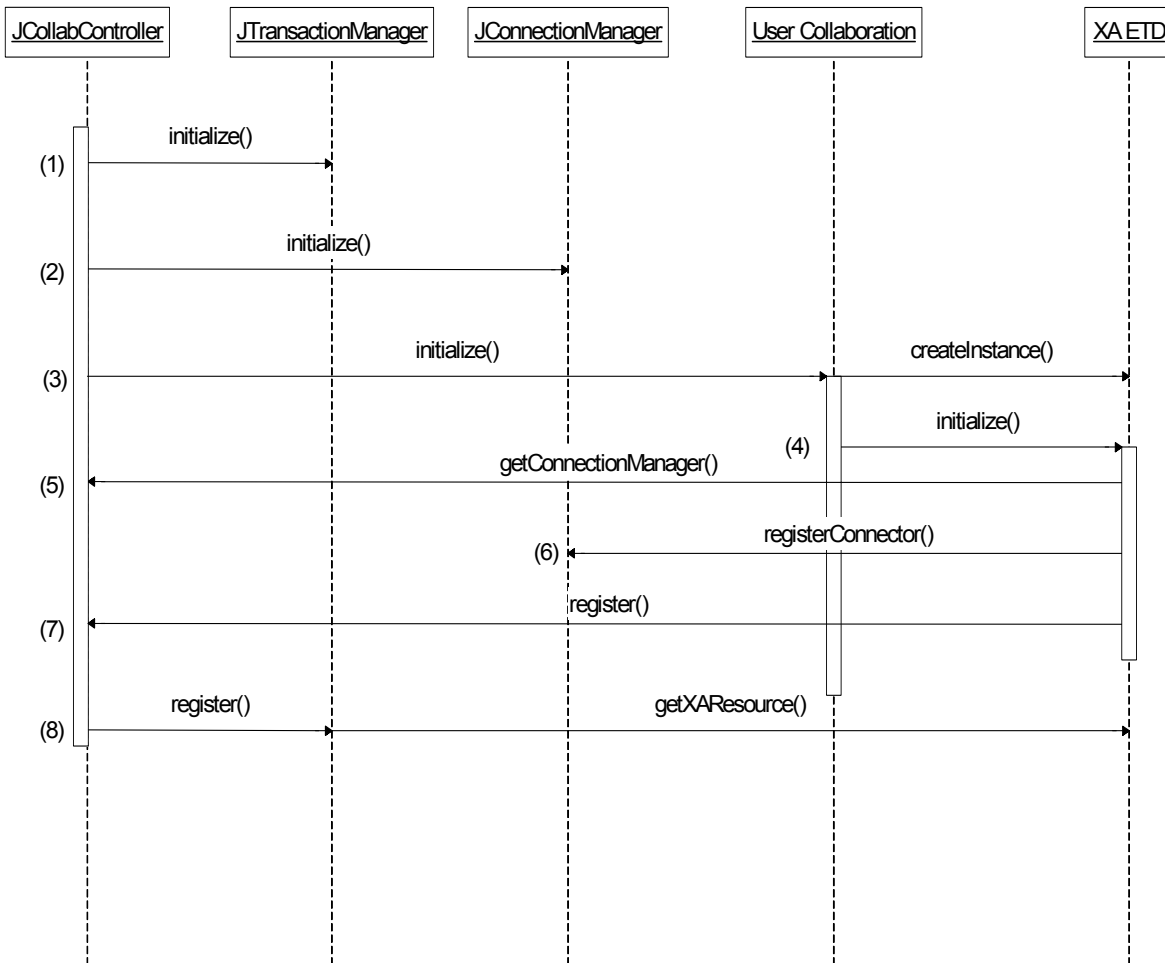 JCollabController
JTransactionManager
JConnectionManager
User Collaboration
XA ETD
initialize()
(1)
initialize()
(2)
initialize()
createInstance()
(3)
initialize()
(4)
getConnectionManager()
(5)
registerConnector()
(6)
register()
(7)
register()
getXAResource()
(8)